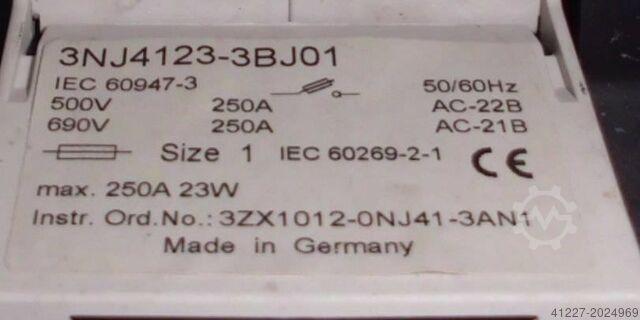 3NJ4123-3BJ01
IEC 60947-3 50/60Hz
500V 250A AC-22B
690V 250A AC-21B
Size 1 IEC 60269-2-1 CE
max. 250A 23W
Instr. Ord.No.: 3ZX1012-0NJ41-3AN1
Made in Germany
41227-2024969